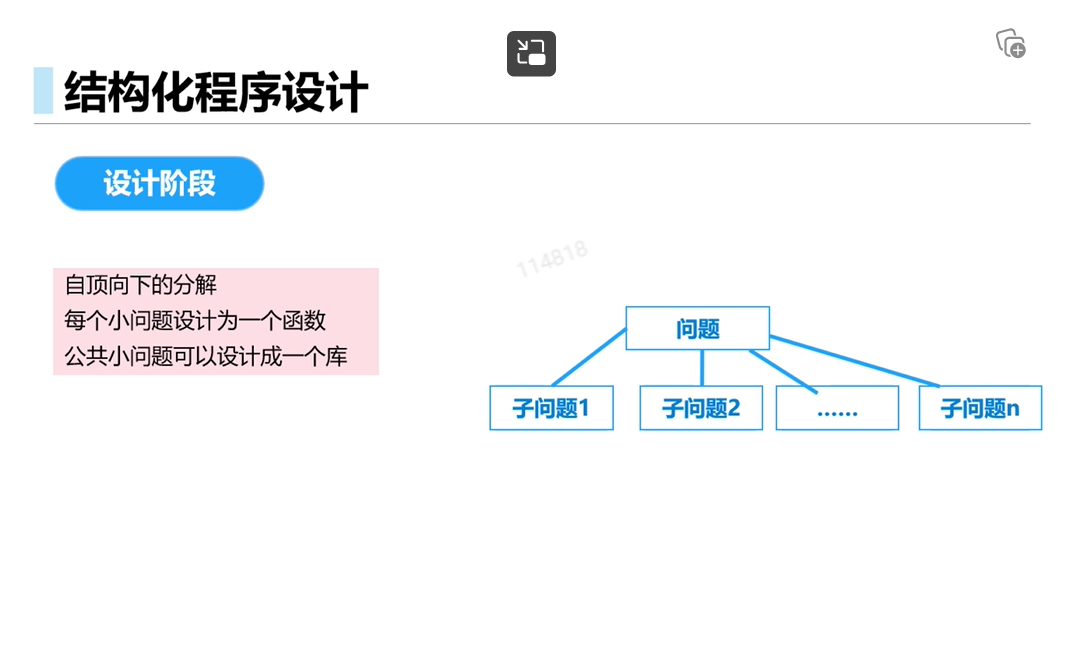 结构化程序设计
设计阶段
114818
自顶向下的分解
每个小问题设计为一个函数
公共小问题可以设计成一个库
问题
子问题1
子问题2
......
子问题n